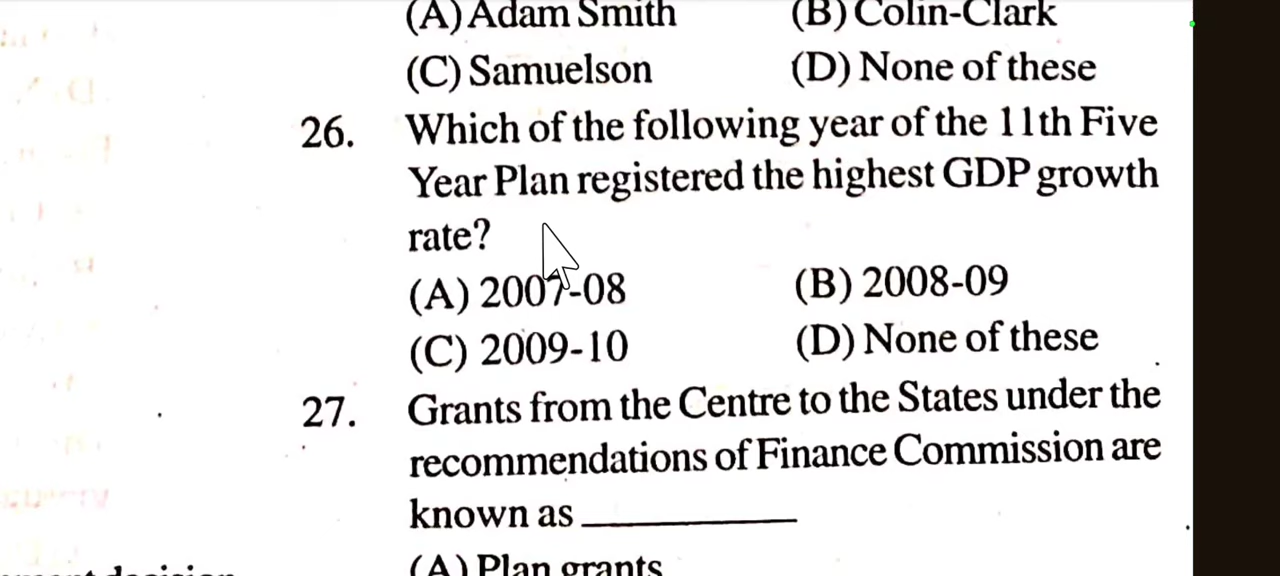 (A) Adam Smith (B) Colin-Clark
(C) Samuelson (D) None of these
26. Which of the following year of the 11th Five
Year Plan registered the highest GDP growth
rate?
(A) 2007-08 (B) 2008-09
(C) 2009-10 (D) None of these
27. Grants from the Centre to the States under the
recommendations of Finance Commission are
known as ___________
(A) Plan grants